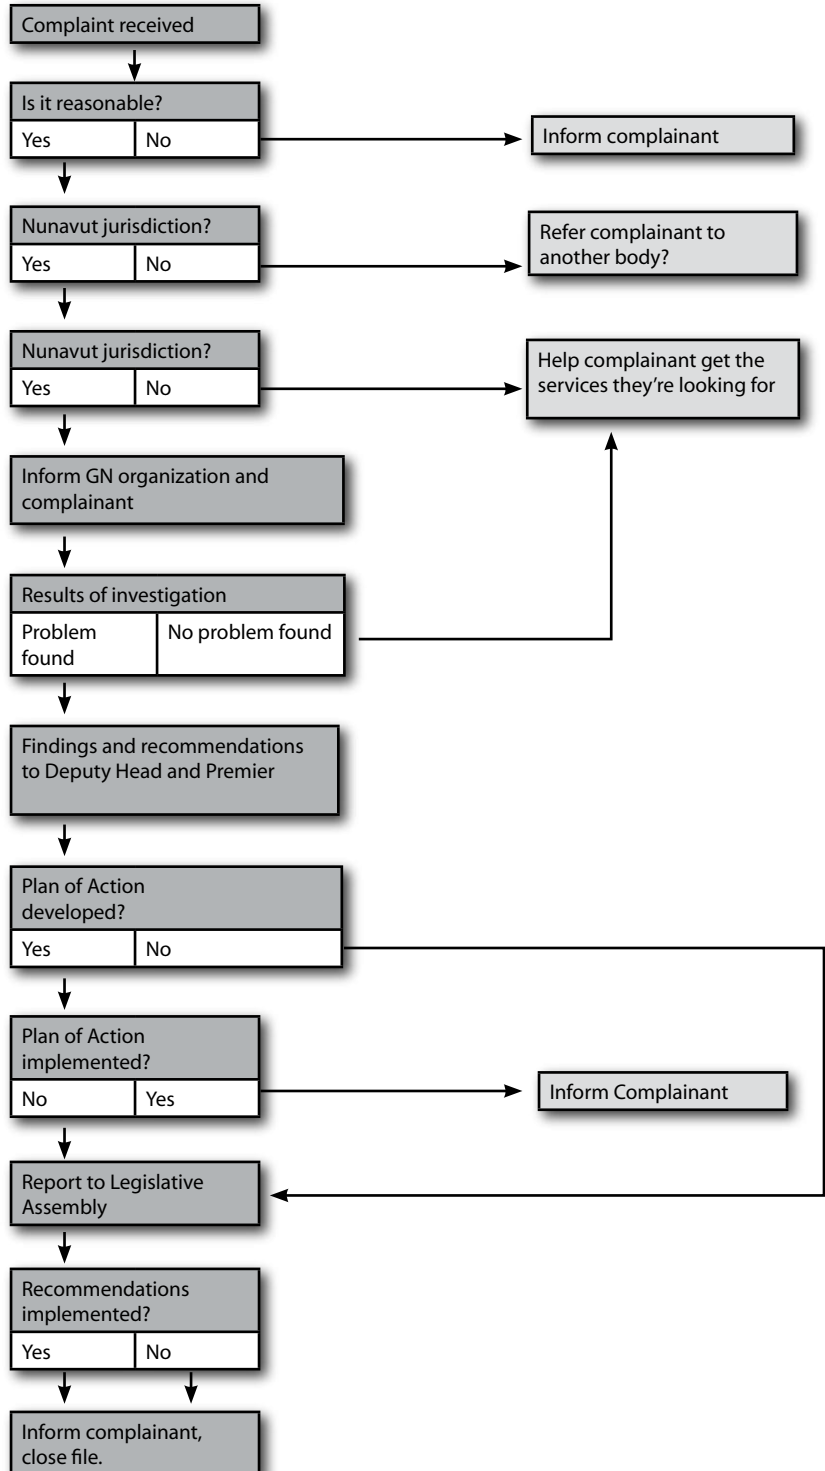 Complaint received
Is it reasonable?
Yes No
Inform complainant
Nunavut jurisdiction?
Yes No
Refer complainant to
another body?
Nunavut jurisdiction?
Yes No
Help complainant get the
services they're looking for
Inform GN organization and
complainant
Results of investigation
Problem
found
No problem found
Findings and recommendations
to Deputy Head and Premier
Plan of Action
developed?
Yes No
Plan of Action
implemented?
No Yes
Inform Complainant
Report to Legislative
Assembly
Recommendations
implemented?
Yes No
Inform complainant,
close file.